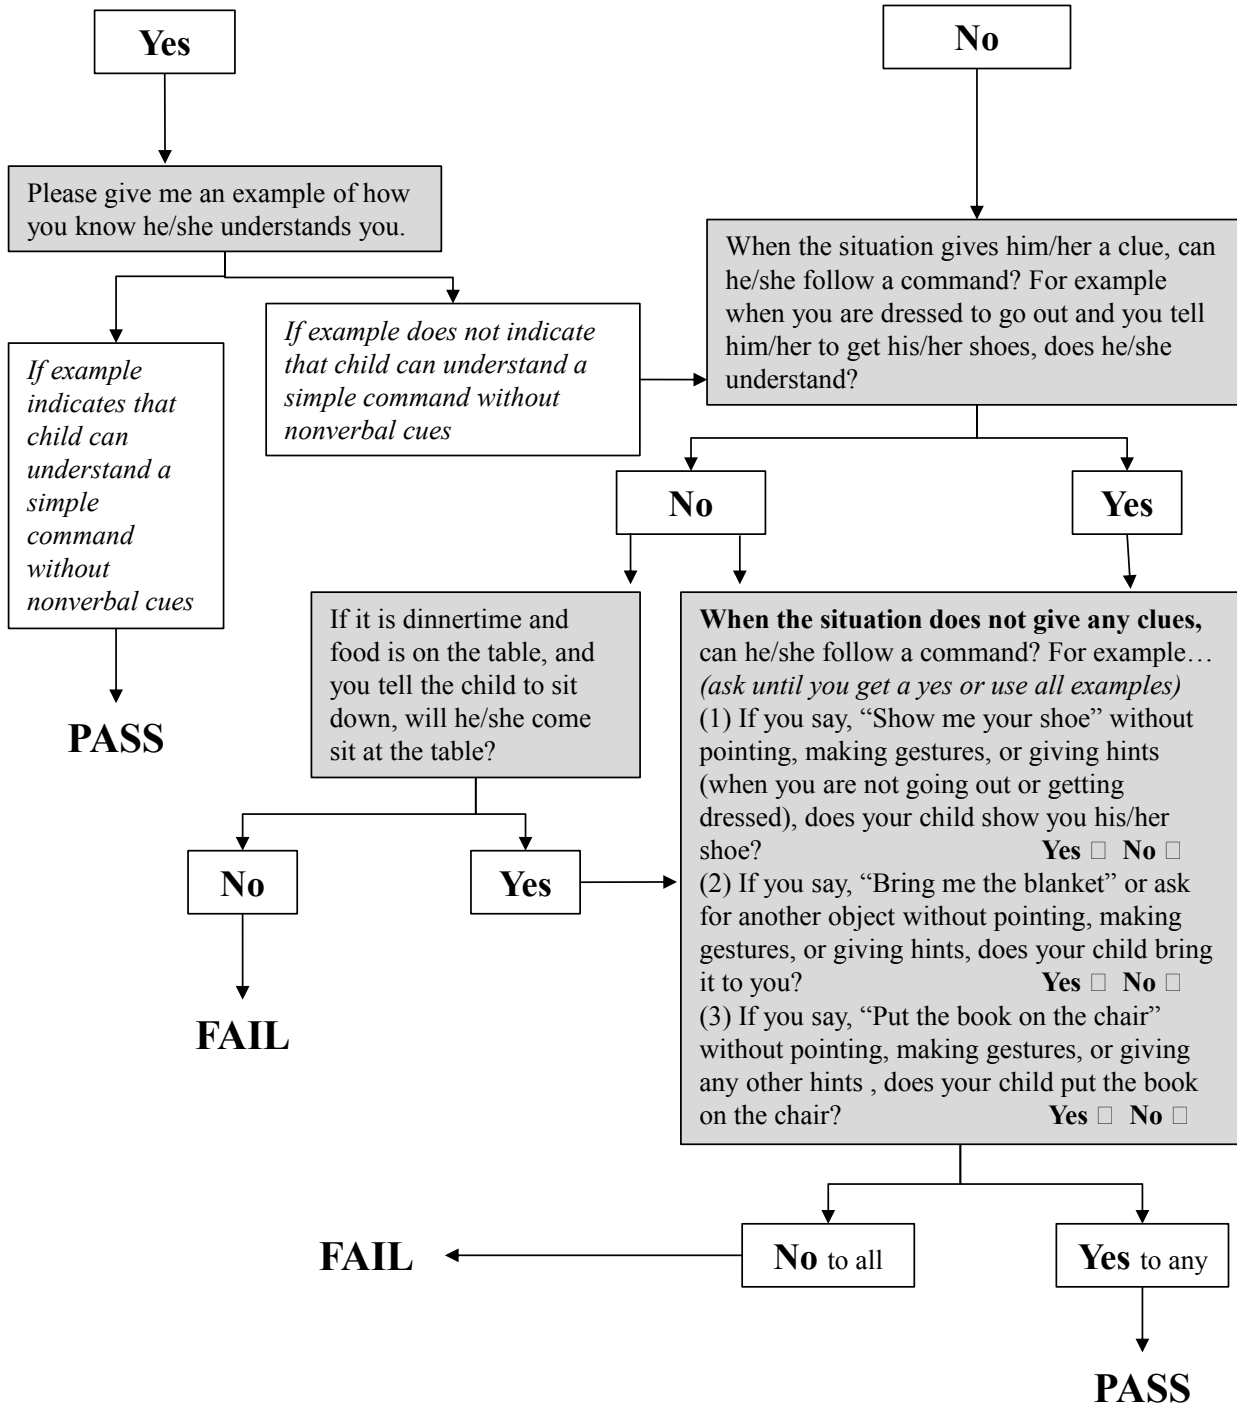 Yes
No
Please give me an example of how
you know he/she understands you.
When the situation gives him/her a clue, can
he/she follow a command? For example
when you are dressed to go out and you tell
him/her to get his/her shoes, does he/she
understand?
If example
indicates that
child can
understand a
simple
command
without
nonverbal cues
If example does not indicate
that child can understand a
simple command without
nonverbal cues
No
Yes
If it is dinnertime and
food is on the table, and
you tell the child to sit
down, will he/she come
sit at the table?
When the situation does not give any clues,
can he/she follow a command? For example…
(ask until you get a yes or use all examples)
(1) If you say, “Show me your shoe” without
pointing, making gestures, or giving hints
(when you are not going out or getting
dressed), does your child show you his/her
shoe? Yes □ No □
(2) If you say, “Bring me the blanket” or ask
for another object without pointing, making
gestures, or giving hints, does your child bring
it to you? Yes □ No □
(3) If you say, “Put the book on the chair”
without pointing, making gestures, or giving
any other hints , does your child put the book
on the chair? Yes □ No □
PASS
No
Yes
FAIL
FAIL
No to all
Yes to any
PASS